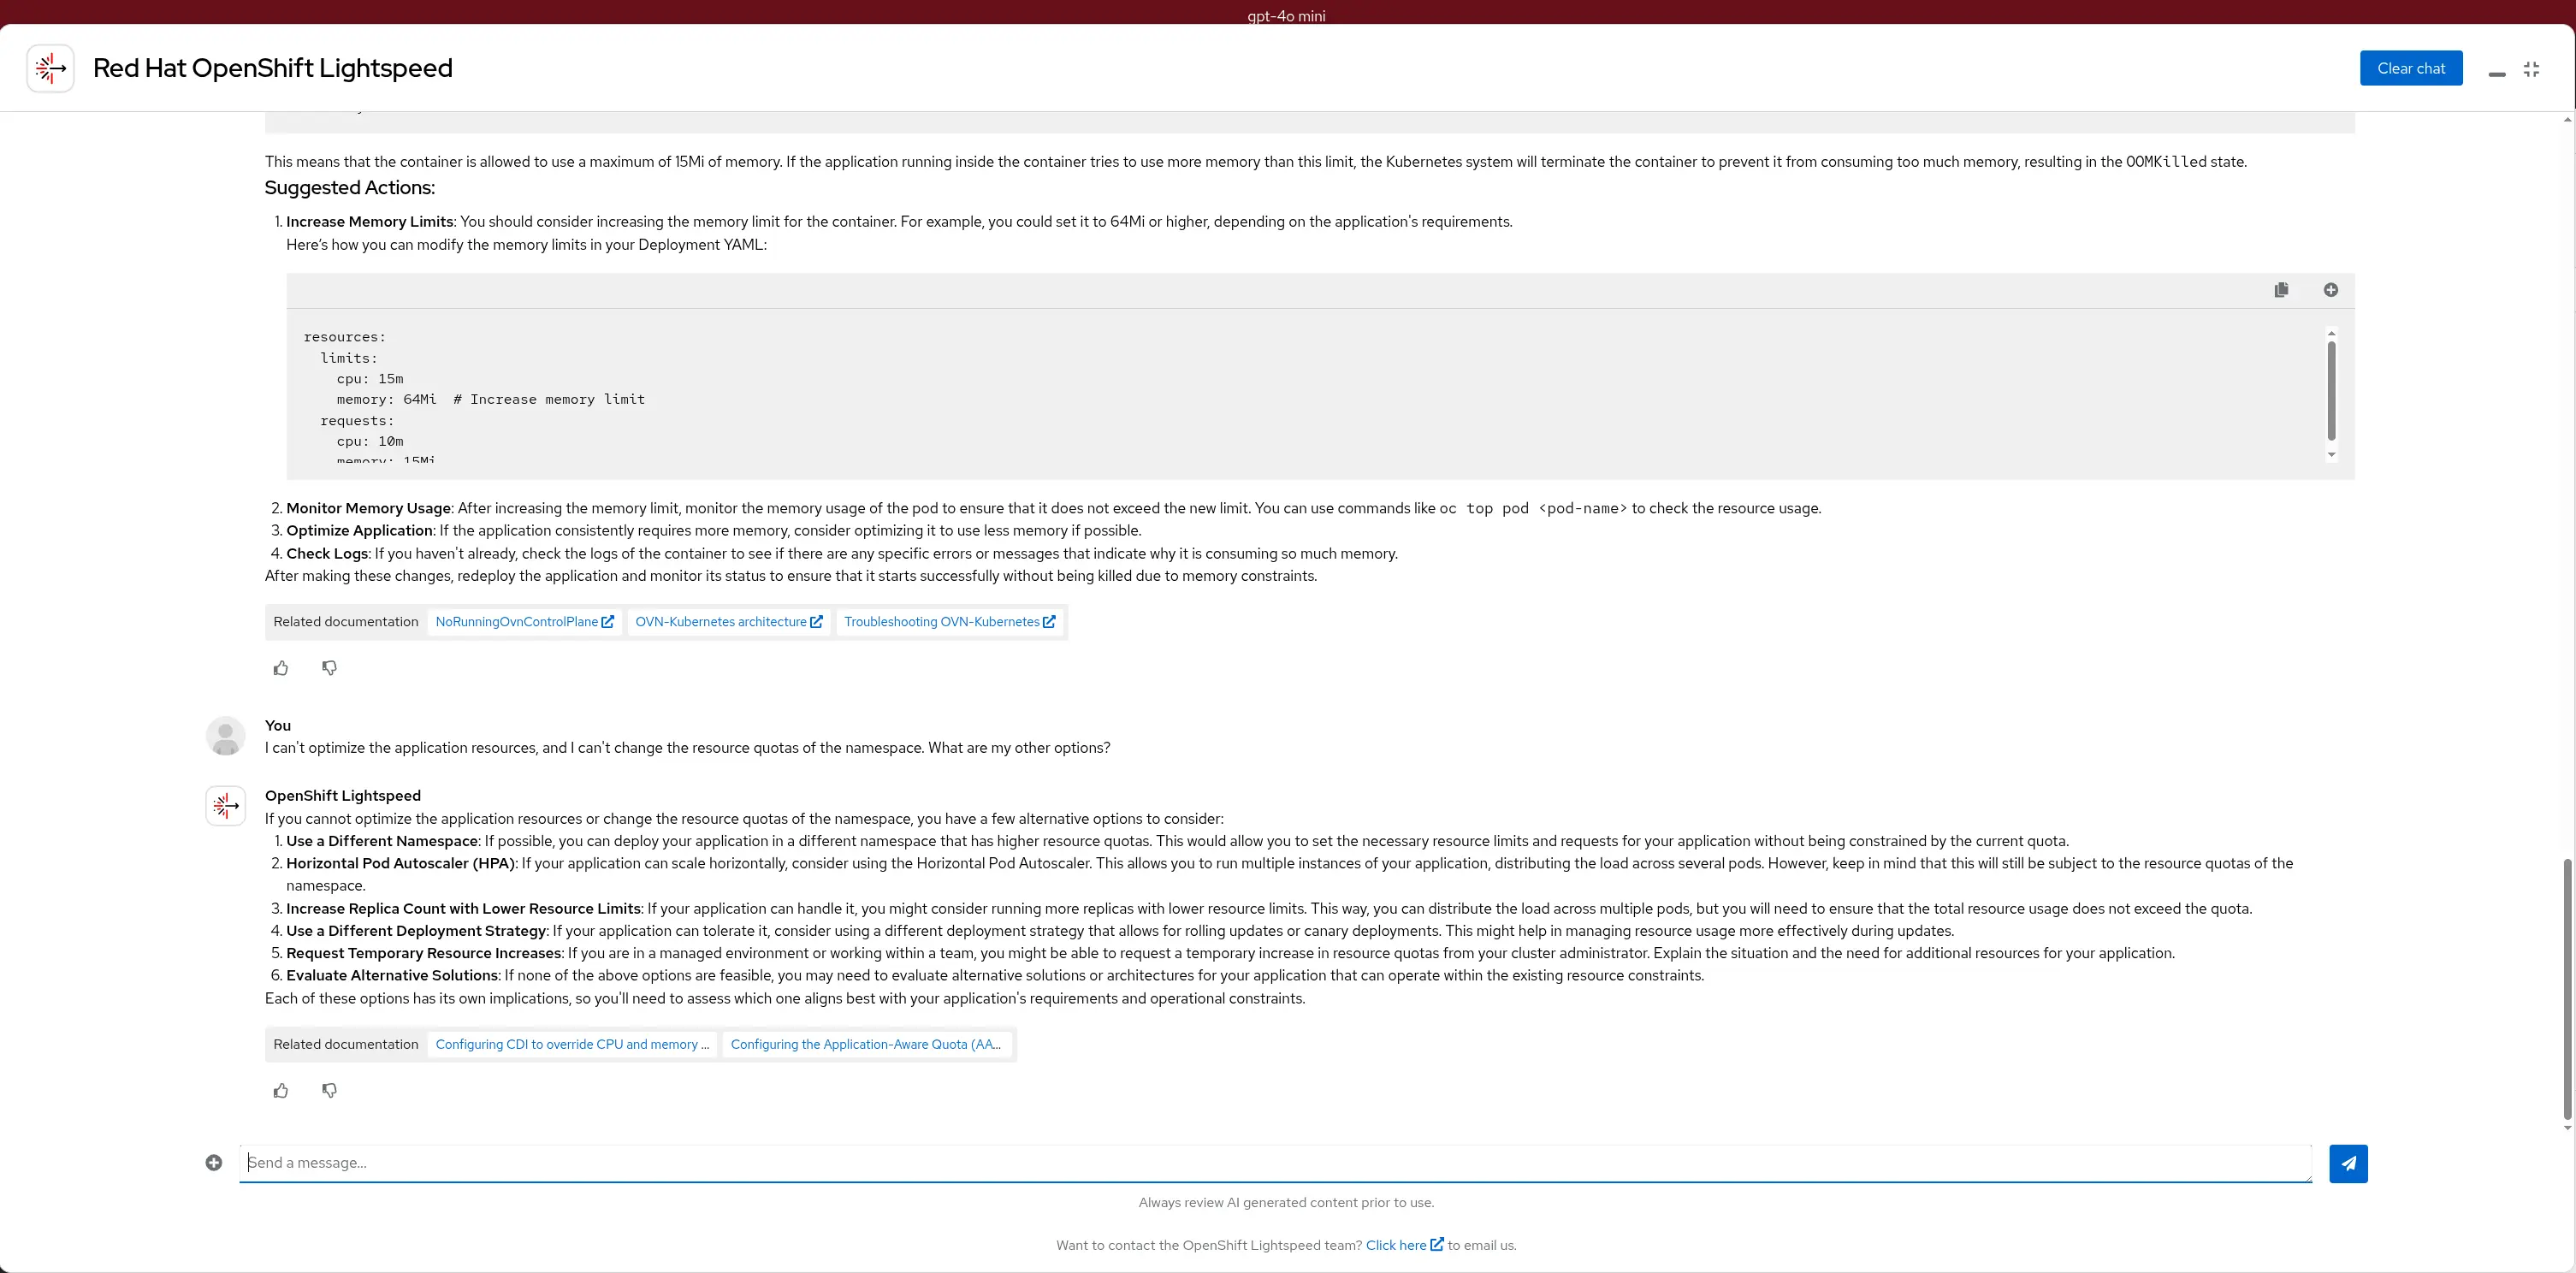 gpt-4o mini
Red Hat OpenShift Lightspeed
Clear chat
This means that the container is allowed to use a maximum of 15Mi of memory. If the application running inside the container tries to use more memory than this limit, the Kubernetes system will terminate the container to prevent it from consuming too much memory, resulting in the OOMKilled state.
Suggested Actions:
1. Increase Memory Limits: You should consider increasing the memory limit for the container. For example, you could set it to 64Mi or higher, depending on the application's requirements.
Here's how you can modify the memory limits in your Deployment YAML:
resources:
  limits:
    cpu: 15m
    memory: 64Mi  # Increase memory limit
  requests:
    cpu: 10m
    memory: 15Mi
2. Monitor Memory Usage: After increasing the memory limit, monitor the memory usage of the pod to ensure that it does not exceed the new limit. You can use commands like oc top pod <pod-name> to check the resource usage.
3. Optimize Application: If the application consistently requires more memory, consider optimizing it to use less memory if possible.
4. Check Logs: If you haven't already, check the logs of the container to see if there are any specific errors or messages that indicate why it is consuming so much memory.
After making these changes, redeploy the application and monitor its status to ensure that it starts successfully without being killed due to memory constraints.
Related documentation NoRunningOvnControlPlane OVN-Kubernetes architecture Troubleshooting OVN-Kubernetes
You
I can't optimize the application resources, and I can't change the resource quotas of the namespace. What are my other options?
OpenShift Lightspeed
If you cannot optimize the application resources or change the resource quotas of the namespace, you have a few alternative options to consider:
1. Use a Different Namespace: If possible, you can deploy your application in a different namespace that has higher resource quotas. This would allow you to set the necessary resource limits and requests for your application without being constrained by the current quota.
2. Horizontal Pod Autoscaler (HPA): If your application can scale horizontally, consider using the Horizontal Pod Autoscaler. This allows you to run multiple instances of your application, distributing the load across several pods. However, keep in mind that this will still be subject to the resource quotas of the
namespace.
3. Increase Replica Count with Lower Resource Limits: If your application can handle it, you might consider running more replicas with lower resource limits. This way, you can distribute the load across multiple pods, but you will need to ensure that the total resource usage does not exceed the quota.
4. Use a Different Deployment Strategy: If your application can tolerate it, consider using a different deployment strategy that allows for rolling updates or canary deployments. This might help in managing resource usage more effectively during updates.
5. Request Temporary Resource Increases: If you are in a managed environment or working within a team, you might be able to request a temporary increase in resource quotas from your cluster administrator. Explain the situation and the need for additional resources for your application.
6. Evaluate Alternative Solutions: If none of the above options are feasible, you may need to evaluate alternative solutions or architectures for your application that can operate within the existing resource constraints.
Each of these options has its own implications, so you'll need to assess which one aligns best with your application's requirements and operational constraints.
Related documentation Configuring CDI to override CPU and memory ... Configuring the Application-Aware Quota (AA...
Send a message...
Always review AI generated content prior to use.
Want to contact the OpenShift Lightspeed team? Click here to email us.